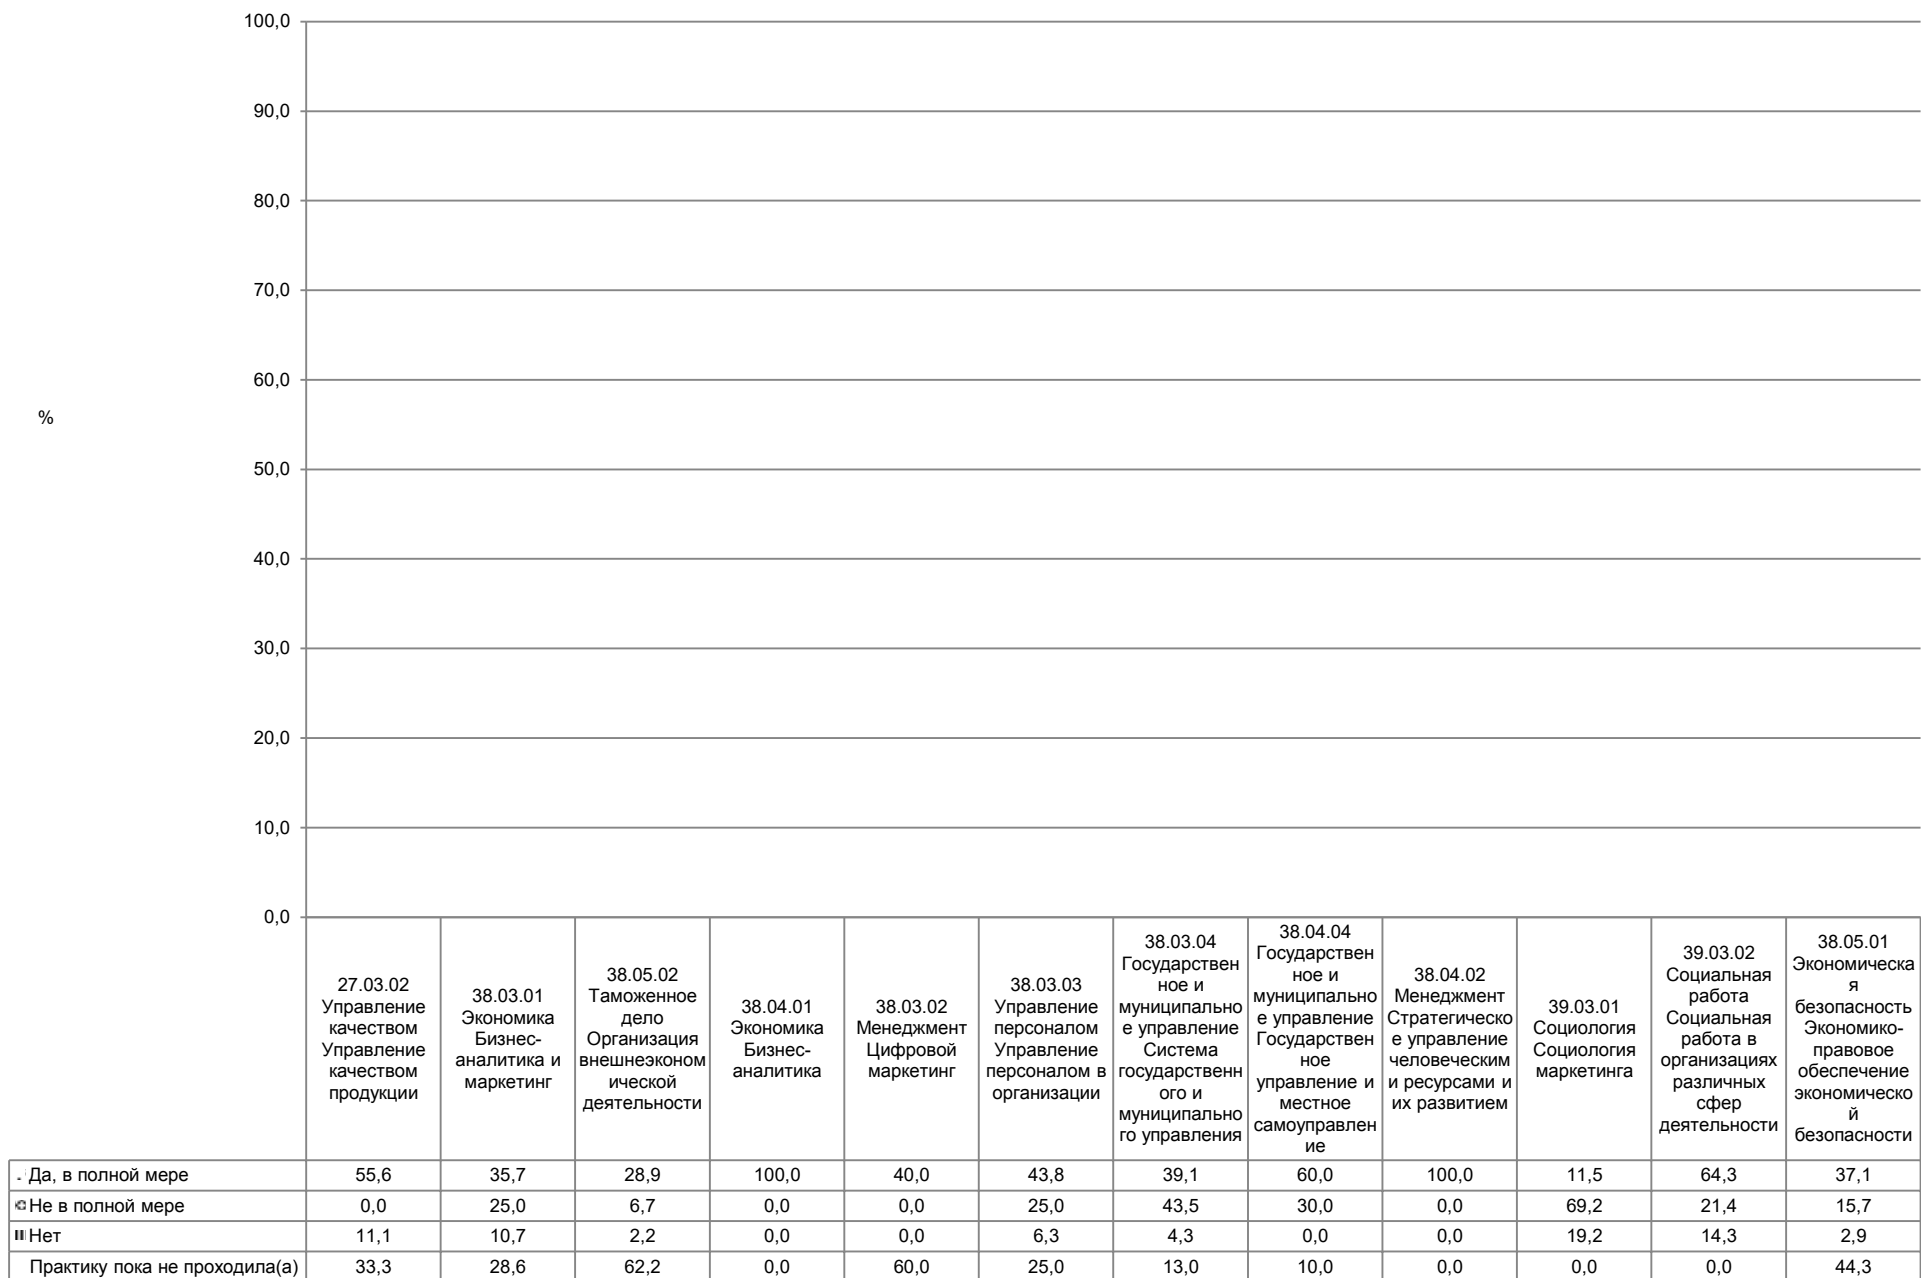 100,0
90,0
80,0
70,0
60,0
%
50,0
40,0
30,0
20,0
10,0
0,0
27.03.02
Управление
качеством
Управление
качеством
продукции
38.03.01
Экономика
Бизнес-
аналитика и
маркетинг
38.05.02
Таможенное
дело
Организация
внешнеэконом
ической
деятельности
38.04.01
Экономика
Бизнес-
аналитика
38.03.02
Менеджмент
Цифровой
маркетинг
38.03.03
Управление
персоналом
Управление
персоналом в
организации
38.03.04
Государствен
ное и
муниципально
е управление
Система
государственн
ого и
муниципально
го управления
38.04.04
Государствен
ное и
муниципально
е управление
Государствен
ное
управление и
местное
самоуправлен
ие
38.04.02
Менеджмент
Стратегическо
е управление
человеческим
и ресурсами и
их развитием
39.03.01
Социология
Социология
маркетинга
39.03.02
Социальная
работа
Социальная
работа в
организациях
различных
сфер
деятельности
38.05.01
Экономическа
я
безопасность
Экономико-
правовое
обеспечение
экономическо
й
безопасности
Да, в полной мере 55,6 35,7 28,9 100,0 40,0 43,8 39,1 60,0 100,0 11,5 64,3 37,1
Не в полной мере 0,0 25,0 6,7 0,0 0,0 25,0 43,5 30,0 0,0 69,2 21,4 15,7
Нет 11,1 10,7 2,2 0,0 0,0 6,3 4,3 0,0 0,0 19,2 14,3 2,9
Практику пока не проходила(а) 33,3 28,6 62,2 0,0 60,0 25,0 13,0 10,0 0,0 0,0 0,0 44,3